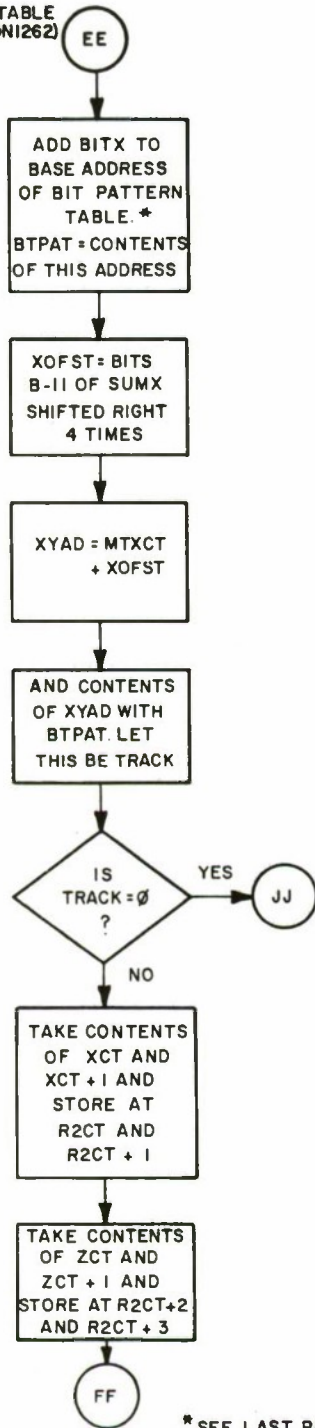 TABLE
ON1262)
EE
ADD BITX TO
BASE ADDRESS
OF BIT PATTERN
TABLE.*
BTPAT = CONTENTS
OF THIS ADDRESS
XOFST = BITS
8-11 OF SUMX
SHIFTED RIGHT
4 TIMES
XYAD = MTXCT
+ XOFST
AND CONTENTS
OF XYAD WITH
BTPAT. LET
THIS BE TRACK
IS
TRACK = Ø
?
YES
JJ
NO
TAKE CONTENTS
OF XCT AND
XCT + 1 AND
STORE AT
R2CT AND
R2CT + 1
TAKE CONTENTS
OF ZCT AND
ZCT + 1 AND
STORE AT R2CT+2
AND R2CT + 3
FF
* SEE LAST P